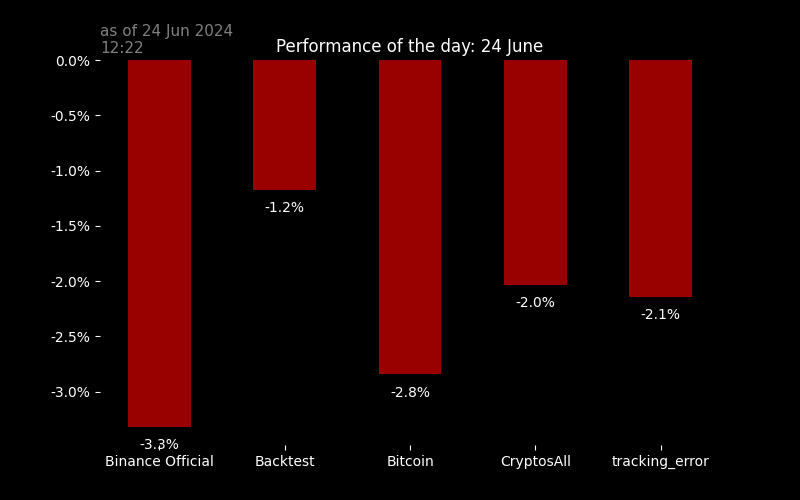 as of 24 Jun 2024
12:22
Performance of the day: 24 June
0.0%
-0.5%
-1.0%
-1.5%
-2.0%
-2.5%
-3.0%
-3.3%
-1.2%
-2.8%
-2.0%
-2.1%
Binance Official
Backtest
Bitcoin
CryptosAll
tracking_error